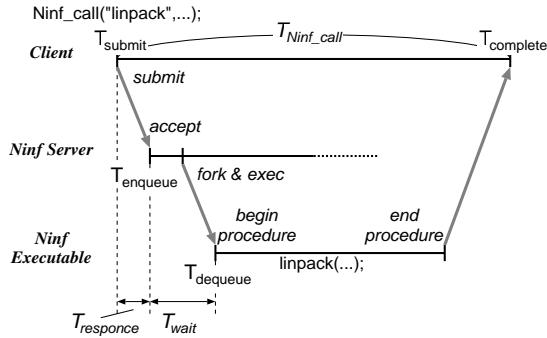 Ninf_call("linpack",...);
T_submit
T_Ninf_call
T_complete
Client
submit
accept
Ninf Server
T_enqueue
fork & exec
begin
procedure
end
procedure
Ninf
Executable
T_dequeue
linpack(...);
T_responce
T_wait